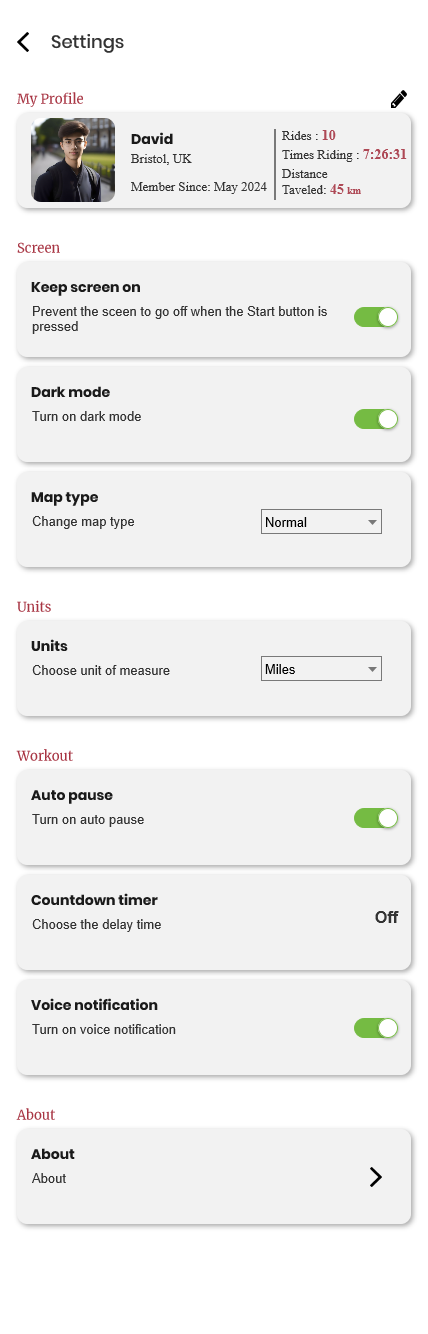 Settings
My Profile
David
Bristol, UK
Member Since: May 2024
Rides : 10
Times Riding : 7:26:31
Distance
Taveled: 45 km
Screen
Keep screen on
Prevent the sceen to go off when the Start button is
pressed
Dark mode
Turn on dark mode
Map type
Change map type
Normal
Units
Units
Choose unit of measure
Miles
Workout
Auto pause
Turn on auto pause
Countdown timer
Choose the delay time
Off
Voice notification
Turn on voice notification
About
About
About